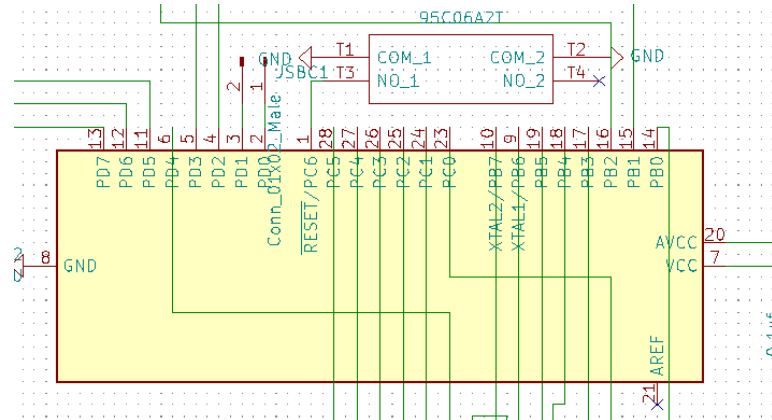 95C06A2T
GND
T1
COM_1
COM_2
T2
GND
JSBC1
T3
NO_1
NO_2
T4
2
1
Conn_01x02_Male
13
12
11
6
5
4
3
2
1
28
27
26
25
24
23
10
9
19
18
17
16
15
14
PD7
PD6
PD5
PD4
PD3
PD2
PD1
PD0
RESET/PC6
PC5
PC4
PC3
PC2
PC1
PC0
XTAL2/PB7
XTAL1/PB6
PB5
PB4
PB3
PB2
PB1
PB0
AVCC
20
8
GND
VCC
7
AREF
21